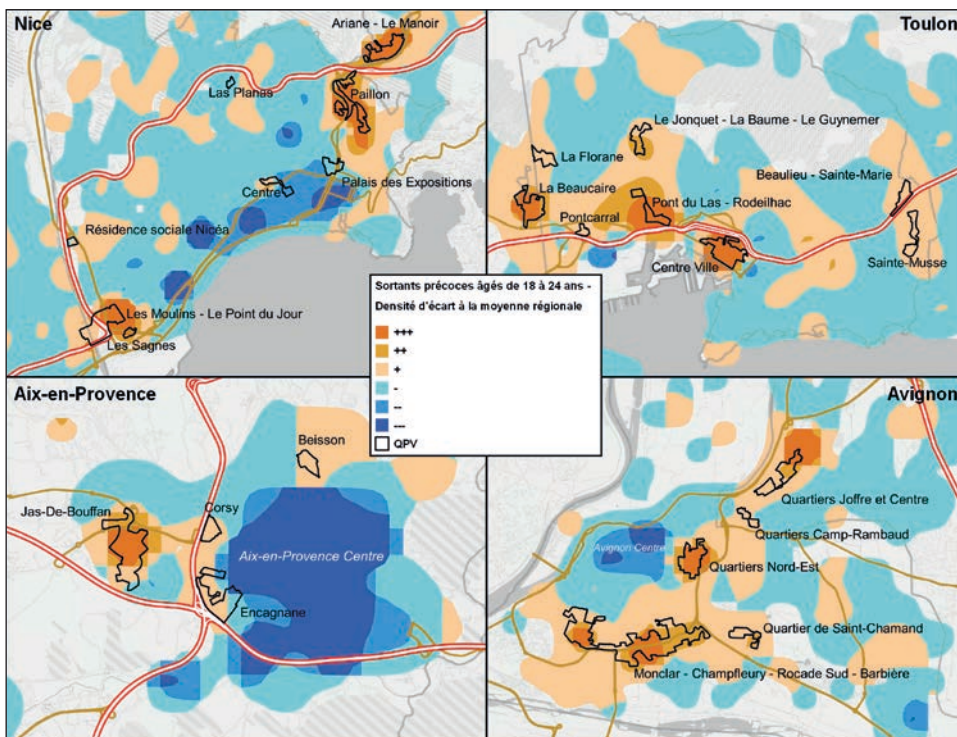 Nice
Ariane - Le Manoir
Las Planas
Paillon
Centre
Palais des Expositions
Résidence sociale Nicéa
Les Moulins - Le Point du Jour
Les Sagnes
Toulon
Le Jonquet - La Baume - Le Guynemer
La Florane
Beaulieu - Sainte-Marie
La Beaucaire
Pont du Las - Rodeilhac
Pontcarral
Centre Ville
Sainte-Musse
Sortants précoces âgés de 18 à 24 ans -
Densité d'écart à la moyenne régionale
+++
++
+
-
--
---
QPV
Aix-en-Provence
Beisson
Jas-De-Bouffan
Corsy
Aix-en-Provence Centre
Encagnane
Avignon
Quartiers Joffre et Centre
Quartiers Camp-Rambaud
Avignon Centre
Quartiers Nord-Est
Quartier de Saint-Chamand
Monclar - Champfleury - Rocade Sud - Barbière